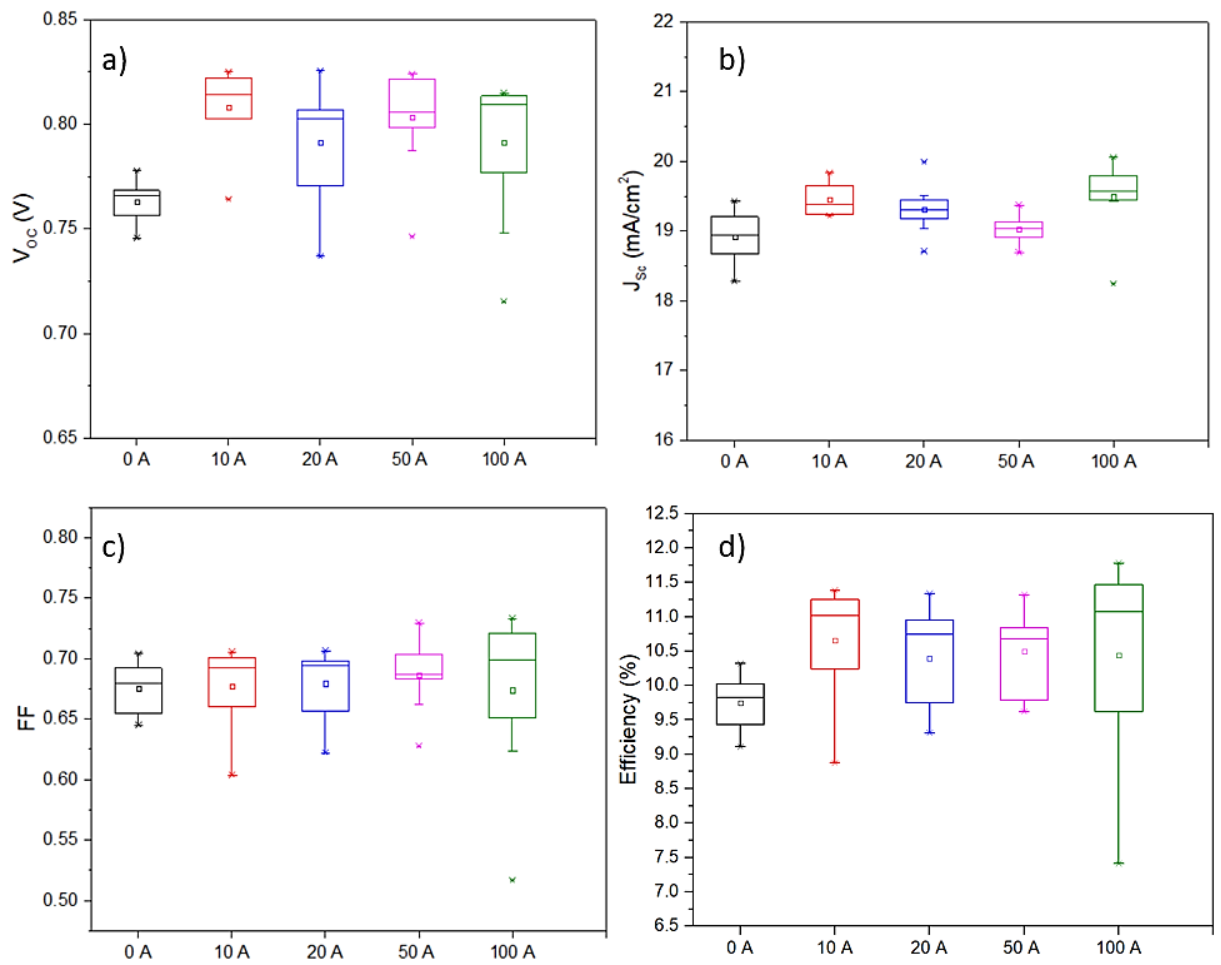 a)
V_OC (V)
0.85
0.80
0.75
0.70
0.65
0 A 10 A 20 A 50 A 100 A
b)
J_Sc (mA/cm²)
22
21
20
19
18
17
16
0 A 10 A 20 A 50 A 100 A
c)
FF
0.80
0.75
0.70
0.65
0.60
0.55
0.50
0 A 10 A 20 A 50 A 100 A
d)
Efficiency (%)
12.5
12.0
11.5
11.0
10.5
10.0
9.5
9.0
8.5
8.0
7.5
7.0
6.5
0 A 10 A 20 A 50 A 100 A